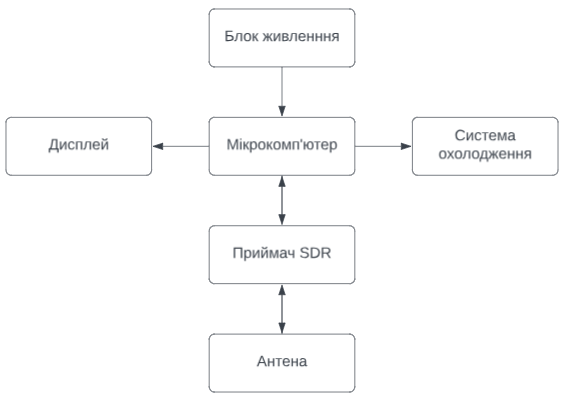 Блок живленння
Дисплей
Мікрокомп'ютер
Система
охолодження
Приймач SDR
Антена